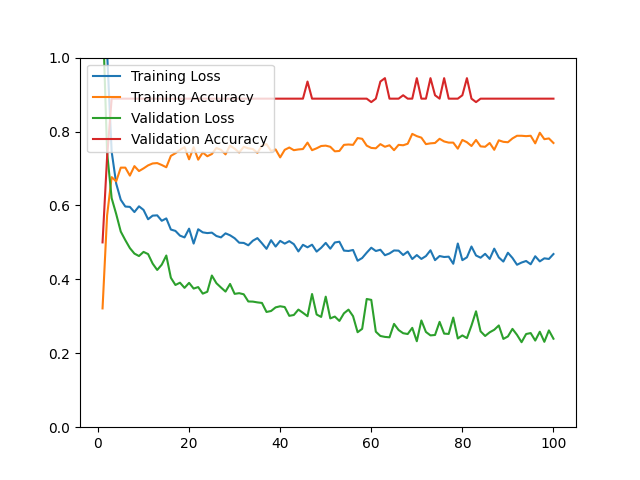 1.0
0.8
0.6
0.4
0.2
0.0
Training Loss
Training Accuracy
Validation Loss
Validation Accuracy
0 20 40 60 80 100